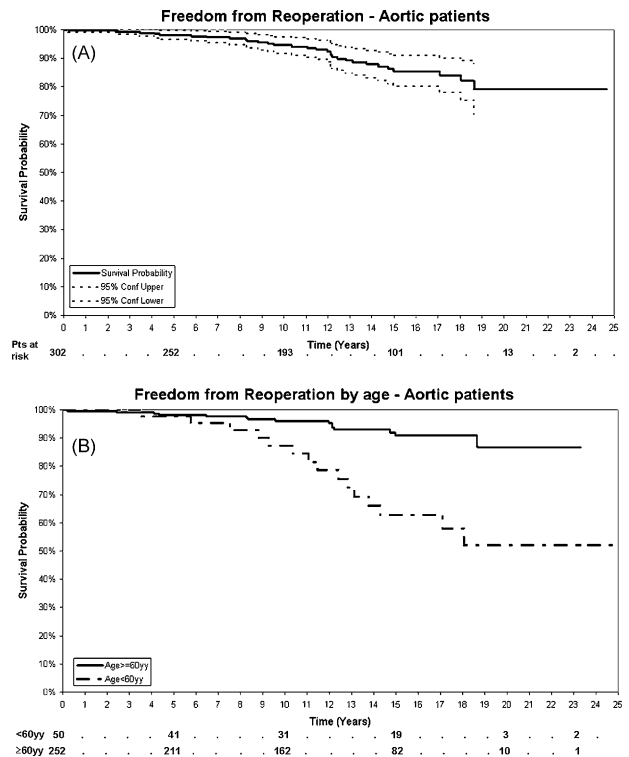 Freedom from Reoperation - Aortic patients
(A)
Survival Probability
100%
90%
80%
70%
60%
50%
40%
30%
20%
10%
0%
Survival Probability
95% Conf Upper
95% Conf Lower
0 1 2 3 4 5 6 7 8 9 10 11 12 13 14 15 16 17 18 19 20 21 22 23 24 25
Time (Years)
Pts at risk 302 . . . . 252 . . . . 193 . . . . 101 . . . . 13 . . 2 . .
Freedom from Reoperation by age - Aortic patients
(B)
Survival Probability
100%
90%
80%
70%
60%
50%
40%
30%
20%
10%
0%
Age>=60yy
Age<60yy
0 1 2 3 4 5 6 7 8 9 10 11 12 13 14 15 16 17 18 19 20 21 22 23 24 25
Time (Years)
<60yy 50 . . . . 41 . . . . 31 . . . . 19 . . . . 3 . . 2 .
≥60yy 252 . . . . 211 . . . . 162 . . . . 82 . . . . 10 . . 1